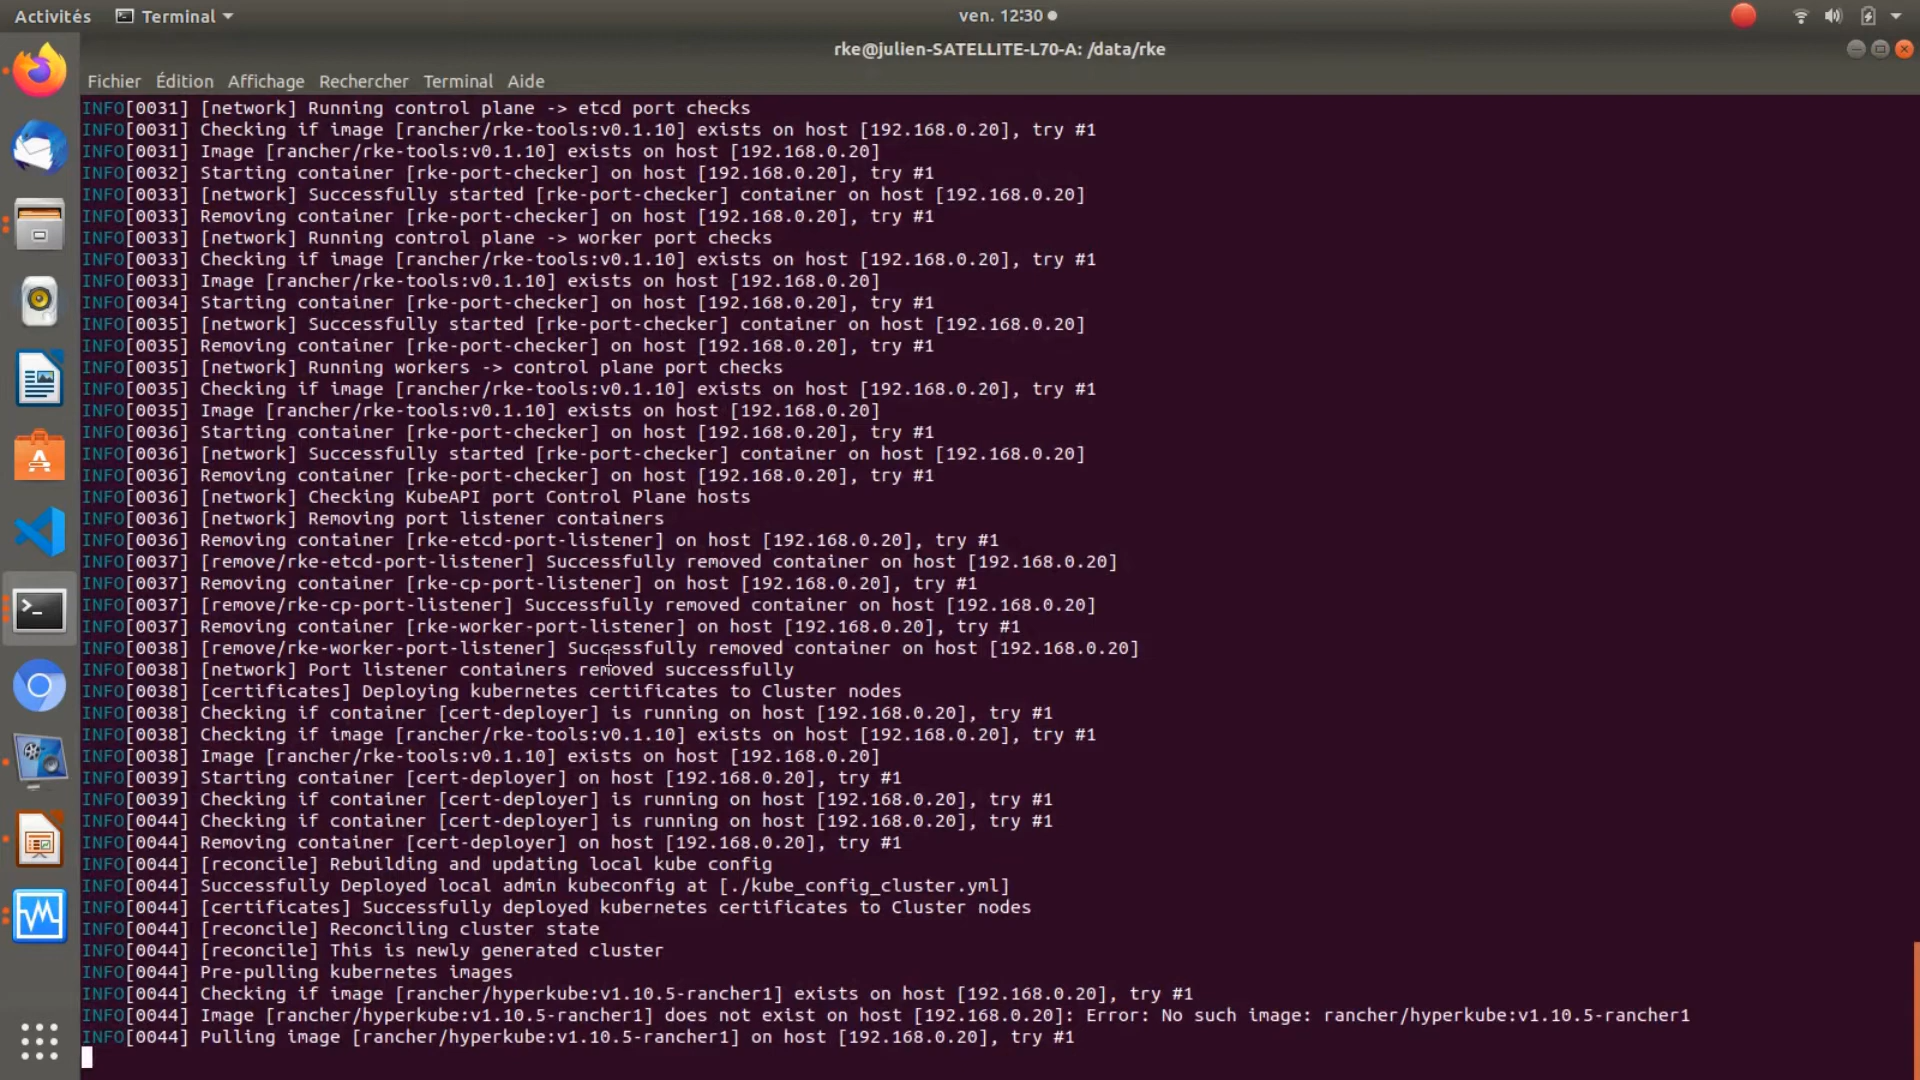 Activités Terminal ven. 12:30
rke@julien-SATELLITE-L70-A: /data/rke
Fichier Édition Affichage Rechercher Terminal Aide
INFO[0031] [network] Running control plane -> etcd port checks
INFO[0031] Checking if image [rancher/rke-tools:v0.1.10] exists on host [192.168.0.20], try #1
INFO[0031] Image [rancher/rke-tools:v0.1.10] exists on host [192.168.0.20]
INFO[0032] Starting container [rke-port-checker] on host [192.168.0.20], try #1
INFO[0033] [network] Successfully started [rke-port-checker] container on host [192.168.0.20]
INFO[0033] Removing container [rke-port-checker] on host [192.168.0.20], try #1
INFO[0033] [network] Running control plane -> worker port checks
INFO[0033] Checking if image [rancher/rke-tools:v0.1.10] exists on host [192.168.0.20], try #1
INFO[0033] Image [rancher/rke-tools:v0.1.10] exists on host [192.168.0.20]
INFO[0034] Starting container [rke-port-checker] on host [192.168.0.20], try #1
INFO[0035] [network] Successfully started [rke-port-checker] container on host [192.168.0.20]
INFO[0035] Removing container [rke-port-checker] on host [192.168.0.20], try #1
INFO[0035] [network] Running workers -> control plane port checks
INFO[0035] Checking if image [rancher/rke-tools:v0.1.10] exists on host [192.168.0.20], try #1
INFO[0035] Image [rancher/rke-tools:v0.1.10] exists on host [192.168.0.20]
INFO[0036] Starting container [rke-port-checker] on host [192.168.0.20], try #1
INFO[0036] [network] Successfully started [rke-port-checker] container on host [192.168.0.20]
INFO[0036] Removing container [rke-port-checker] on host [192.168.0.20], try #1
INFO[0036] [network] Checking KubeAPI port Control Plane hosts
INFO[0036] [network] Removing port listener containers
INFO[0036] Removing container [rke-etcd-port-listener] on host [192.168.0.20], try #1
INFO[0037] [remove/rke-etcd-port-listener] Successfully removed container on host [192.168.0.20]
INFO[0037] Removing container [rke-cp-port-listener] on host [192.168.0.20], try #1
INFO[0037] [remove/rke-cp-port-listener] Successfully removed container on host [192.168.0.20]
INFO[0037] Removing container [rke-worker-port-listener] on host [192.168.0.20], try #1
INFO[0038] [remove/rke-worker-port-listener] Successfully removed container on host [192.168.0.20]
INFO[0038] [network] Port listener containers removed successfully
INFO[0038] [certificates] Deploying kubernetes certificates to Cluster nodes
INFO[0038] Checking if container [cert-deployer] is running on host [192.168.0.20], try #1
INFO[0038] Checking if image [rancher/rke-tools:v0.1.10] exists on host [192.168.0.20], try #1
INFO[0038] Image [rancher/rke-tools:v0.1.10] exists on host [192.168.0.20]
INFO[0039] Starting container [cert-deployer] on host [192.168.0.20], try #1
INFO[0039] Checking if container [cert-deployer] is running on host [192.168.0.20], try #1
INFO[0044] Checking if container [cert-deployer] is running on host [192.168.0.20], try #1
INFO[0044] Removing container [cert-deployer] on host [192.168.0.20], try #1
INFO[0044] [reconcile] Rebuilding and updating local kube config
INFO[0044] Successfully Deployed local admin kubeconfig at [./kube_config_cluster.yml]
INFO[0044] [certificates] Successfully deployed kubernetes certificates to Cluster nodes
INFO[0044] [reconcile] Reconciling cluster state
INFO[0044] [reconcile] This is newly generated cluster
INFO[0044] Pre-pulling kubernetes images
INFO[0044] Checking if image [rancher/hyperkube:v1.10.5-rancher1] exists on host [192.168.0.20], try #1
INFO[0044] Image [rancher/hyperkube:v1.10.5-rancher1] does not exist on host [192.168.0.20]: Error: No such image: rancher/hyperkube:v1.10.5-rancher1
INFO[0044] Pulling image [rancher/hyperkube:v1.10.5-rancher1] on host [192.168.0.20], try #1